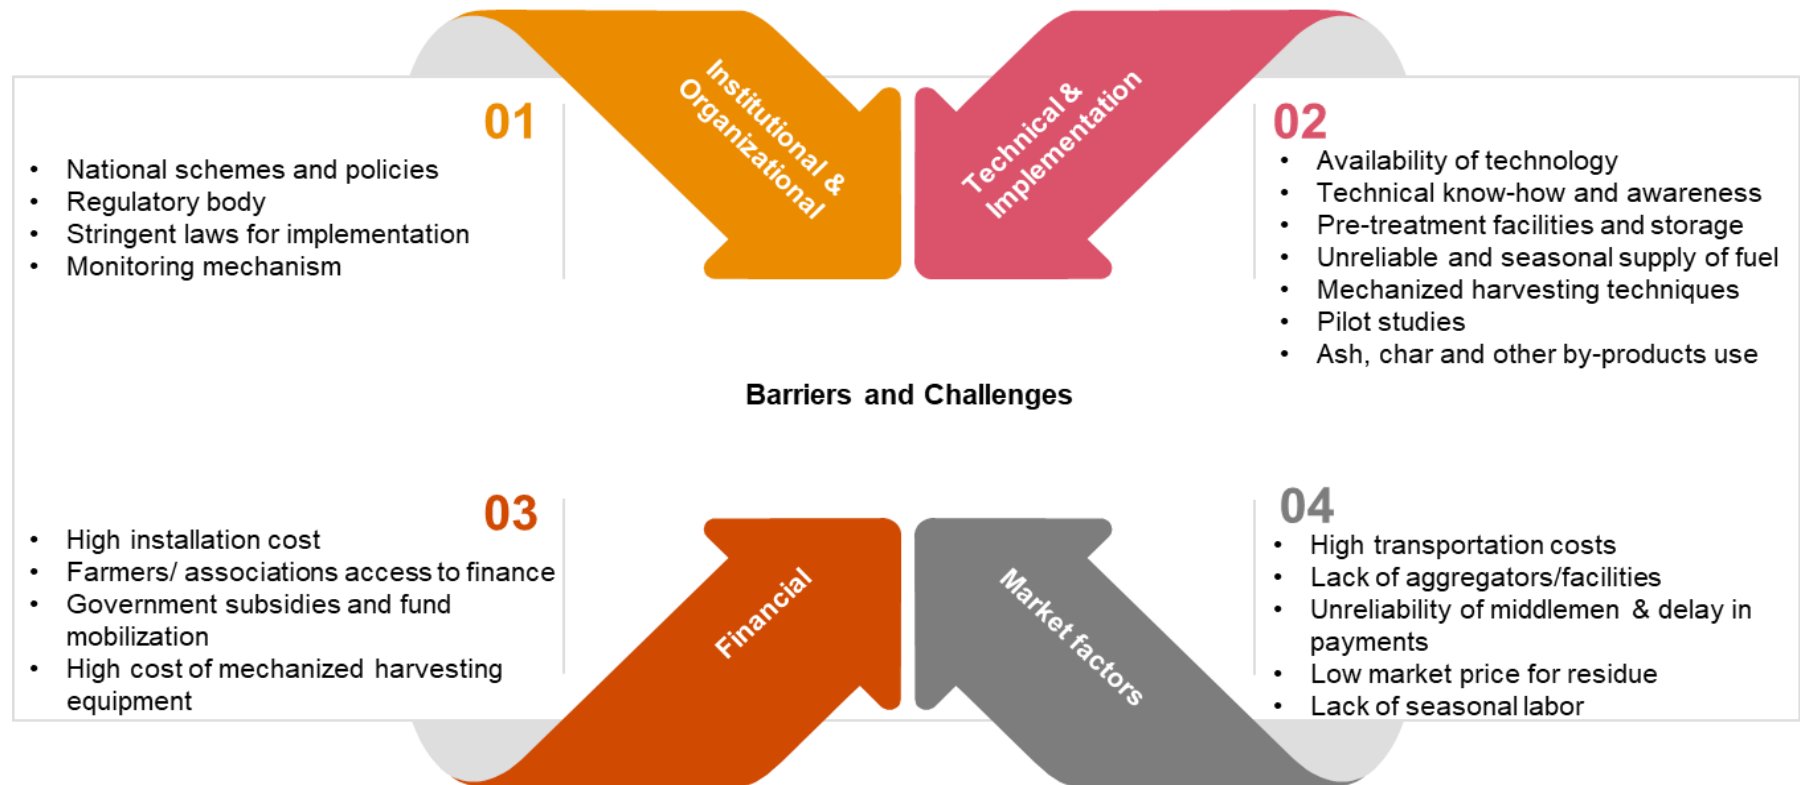 01
Institutional &
Organizational
National schemes and policies
Regulatory body
Stringent laws for implementation
Monitoring mechanism
Technical &
Implementation
02
Availability of technology
Technical know-how and awareness
Pre-treatment facilities and storage
Unreliable and seasonal supply of fuel
Mechanized harvesting techniques
Pilot studies
Ash, char and other by-products use
Barriers and Challenges
03
Financial
High installation cost
Farmers/ associations access to finance
Government subsidies and fund
mobilization
High cost of mechanized harvesting
equipment
Market factors
04
High transportation costs
Lack of aggregators/facilities
Unreliability of middlemen & delay in
payments
Low market price for residue
Lack of seasonal labor